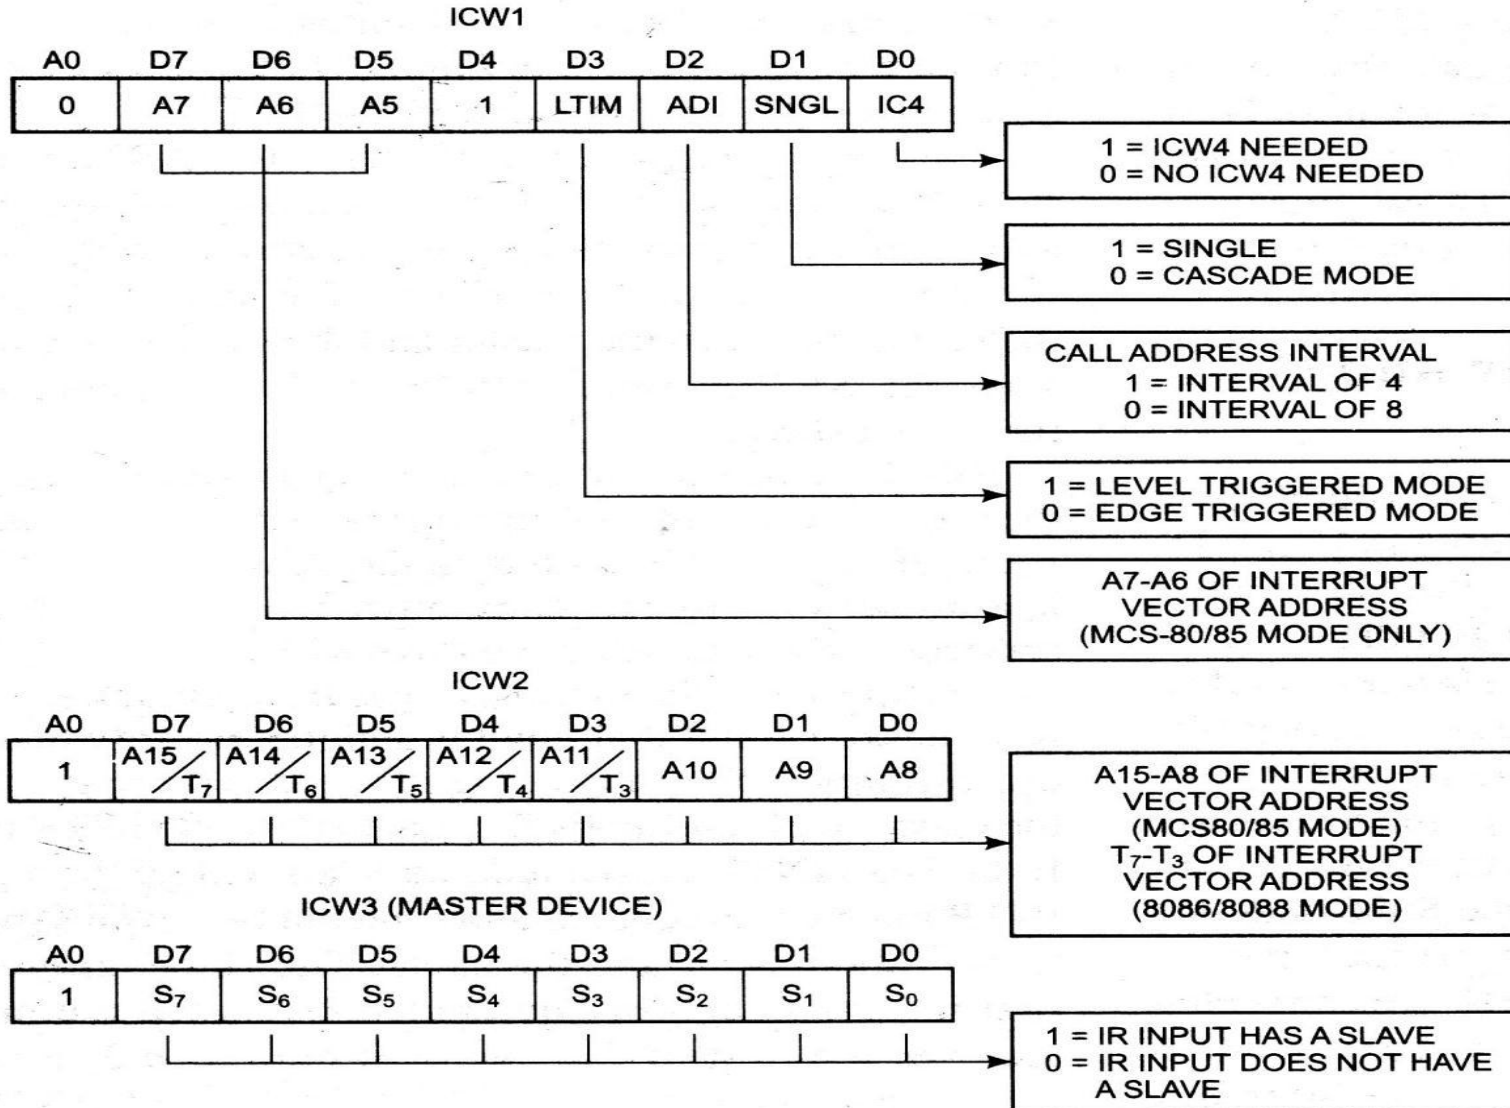 ICW1
A0 D7 D6 D5 D4 D3 D2 D1 D0
0 A7 A6 A5 1 LTIM ADI SNGL IC4
1 = ICW4 NEEDED
0 = NO ICW4 NEEDED
1 = SINGLE
0 = CASCADE MODE
CALL ADDRESS INTERVAL
1 = INTERVAL OF 4
0 = INTERVAL OF 8
1 = LEVEL TRIGGERED MODE
0 = EDGE TRIGGERED MODE
A7-A6 OF INTERRUPT
VECTOR ADDRESS
(MCS-80/85 MODE ONLY)
ICW2
A0 D7 D6 D5 D4 D3 D2 D1 D0
1 A15/T₇ A14/T₆ A13/T₅ A12/T₄ A11/T₃ A10 A9 A8
A15-A8 OF INTERRUPT
VECTOR ADDRESS
(MCS80/85 MODE)
T₇-T₃ OF INTERRUPT
VECTOR ADDRESS
(8086/8088 MODE)
ICW3 (MASTER DEVICE)
A0 D7 D6 D5 D4 D3 D2 D1 D0
1 S₇ S₆ S₅ S₄ S₃ S₂ S₁ S₀
1 = IR INPUT HAS A SLAVE
0 = IR INPUT DOES NOT HAVE
A SLAVE